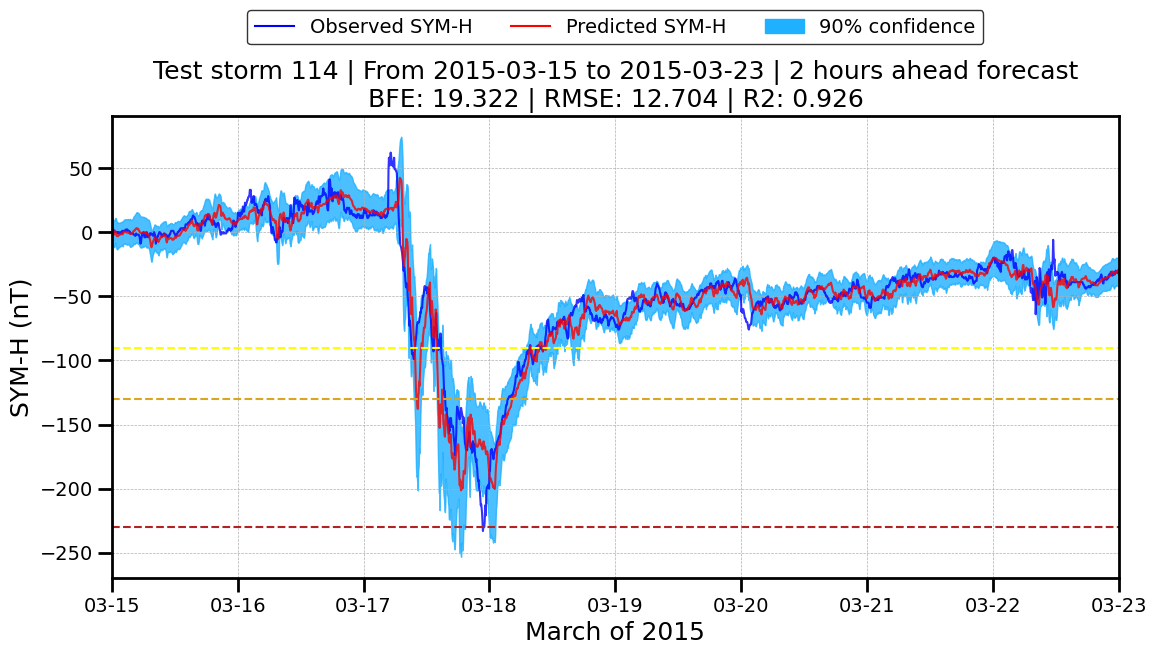 Observed SYM-H Predicted SYM-H 90% confidence
Test storm 114 | From 2015-03-15 to 2015-03-23 | 2 hours ahead forecast
BFE: 19.322 | RMSE: 12.704 | R2: 0.926
SYM-H (nT)
50
0
−50
−100
−150
−200
−250
03-15 03-16 03-17 03-18 03-19 03-20 03-21 03-22 03-23
March of 2015